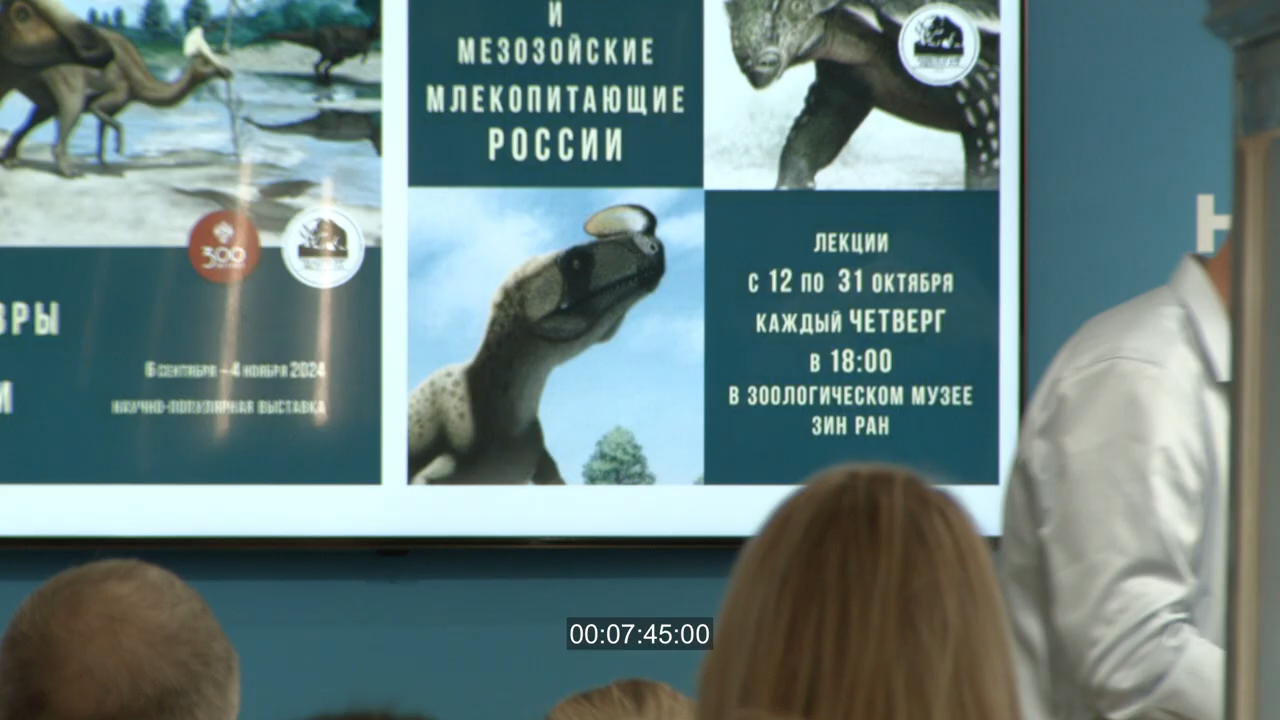 И
МЕЗОЗОЙСКИЕ
МЛЕКОПИТАЮЩИЕ
РОССИИ
300
6 СЕНТЯБРЯ – 4 НОЯБРЯ 2024
НАУЧНО-ПОПУЛЯРНАЯ ВЫСТАВКА
ЛЕКЦИИ
С 12 ПО 31 ОКТЯБРЯ
КАЖДЫЙ ЧЕТВЕРГ
В 18:00
В ЗООЛОГИЧЕСКОМ МУЗЕЕ
ЗИН РАН
00:07:45:00